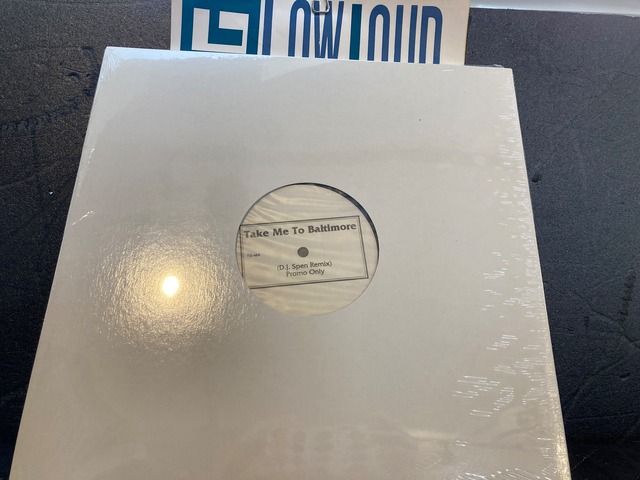 LOWLOUD
Take Me To Baltimore
(D.J. Spen Remix)
Promo Only